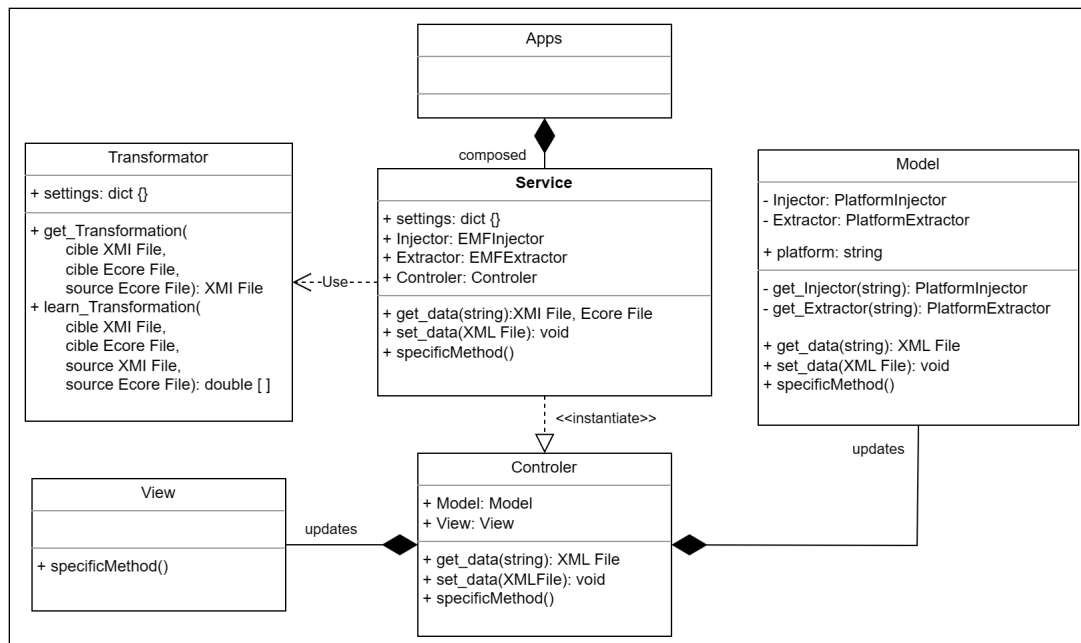 Apps
composed
Transformator
+ settings: dict {}
+ get_Transformation(
cible XMI File,
cible Ecore File,
source Ecore File): XMI File
+ learn_Transformation(
cible XMI File,
cible Ecore File,
source XMI File,
source Ecore File): double [ ]
Use
Service
+ settings: dict {}
+ Injector: EMFInjector
+ Extractor: EMFExtractor
+ Controler: Controler
+ get_data(string):XMI File, Ecore File
+ set_data(XML File): void
+ specificMethod()
Model
- Injector: PlatformInjector
- Extractor: PlatformExtractor
+ platform: string
- get_Injector(string): PlatformInjector
- get_Extractor(string): PlatformExtractor
+ get_data(string): XML File
+ set_data(XML File): void
+ specificMethod()
<<instantiate>>
updates
View
+ specificMethod()
updates
Controler
+ Model: Model
+ View: View
+ get_data(string): XML File
+ set_data(XMLFile): void
+ specificMethod()